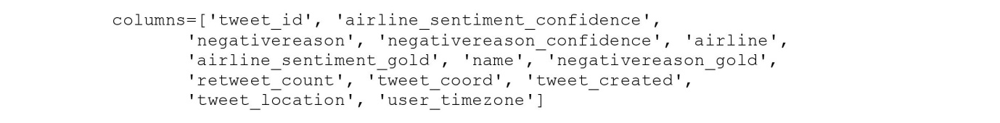 columns=['tweet_id', 'airline_sentiment_confidence',
'negativereason', 'negativereason_confidence', 'airline',
'airline_sentiment_gold', 'name', 'negativereason_gold',
'retweet_count', 'tweet_coord', 'tweet_created',
'tweet_location', 'user_timezone']